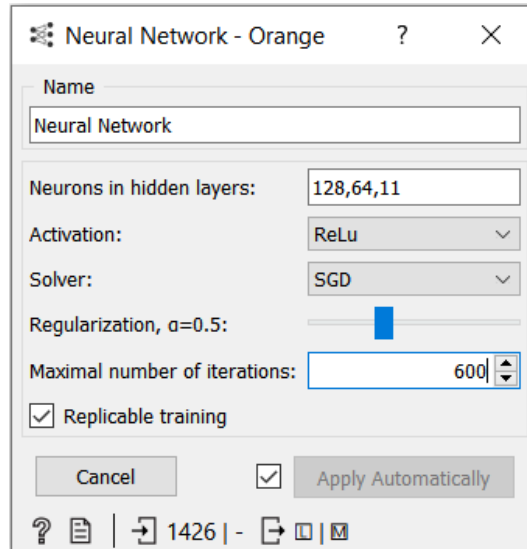 Neural Network - Orange ?
Name
Neural Network
Neurons in hidden layers: 128,64,11
Activation: ReLu
Solver: SGD
Regularization, α=0.5:
Maximal number of iterations: 600
Replicable training
Cancel Apply Automatically
? 1426 | - L | M